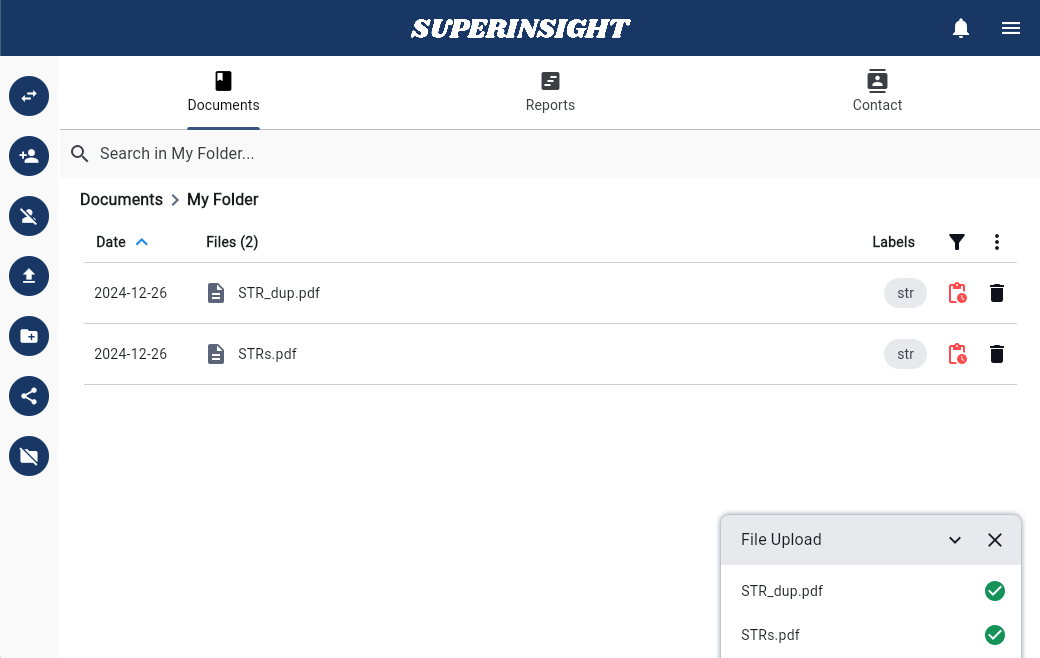 SUPERINSIGHT
Documents
Reports
Contact
Search in My Folder...
Documents > My Folder
Date Files (2) Labels
2024-12-26 STR_dup.pdf str
2024-12-26 STRs.pdf str
File Upload
STR_dup.pdf
STRs.pdf